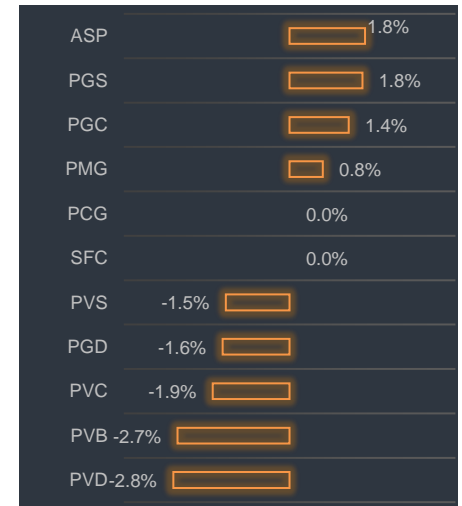 ASP 1.8%
PGS 1.8%
PGC 1.4%
PMG 0.8%
PCG 0.0%
SFC 0.0%
PVS -1.5%
PGD -1.6%
PVC -1.9%
PVB -2.7%
PVD -2.8%